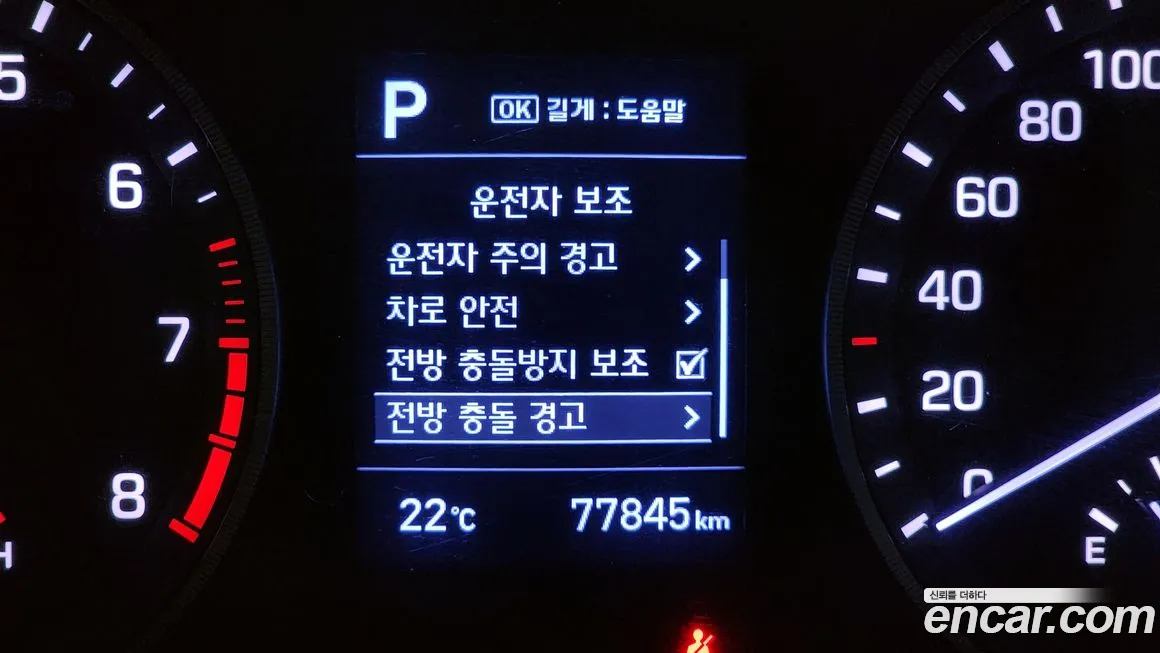 P
OK 길게 : 도움말
운전자 보조
운전자 주의 경고 >
차로 안전 >
전방 충돌방지 보조 ☑
전방 충돌 경고 >
22°C 77845km
5
6
7
8
H
100
80
60
40
20
0
E
신뢰를 더하다
encar.com